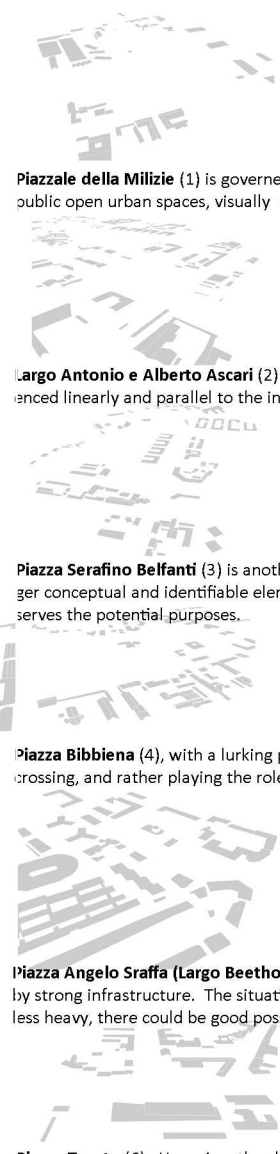 Piazzale della Milizie (1) is governe
public open urban spaces, visually
Largo Antonio e Alberto Ascari (2)
enced linearly and parallel to the in
Piazza Serafino Belfanti (3) is anoth
ger conceptual and identifiable eler
serves the potential purposes.
Piazza Bibbiena (4), with a lurking p
crossing, and rather playing the role
Piazza Angelo Sraffa (Largo Beetho
by strong infrastructure. The situati
less heavy, there could be good pos